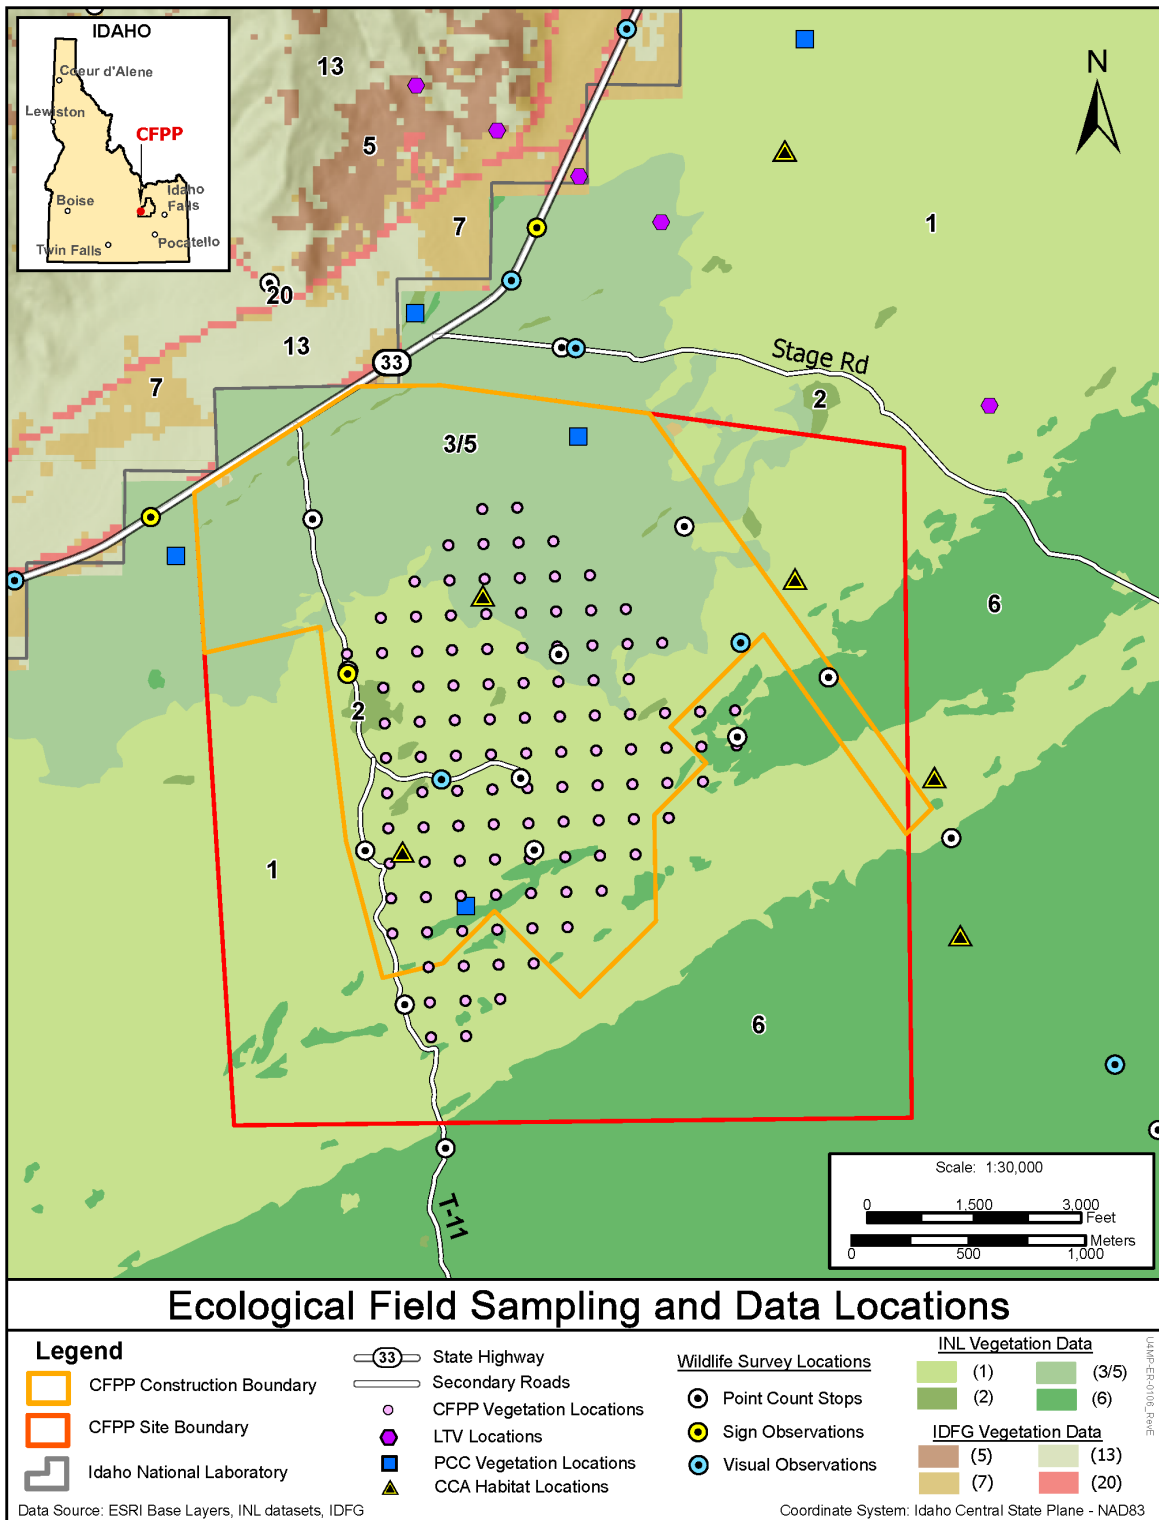 IDAHO
Coeur d'Alene
Lewiston
CFPP
Boise
Idaho
Falls
Twin Falls
Pocatello
N
13
5
7
1
20
13
33
Stage Rd
7
2
3/5
6
2
1
6
T-11
Scale: 1:30,000
0 1,500 3,000
Feet
Meters
0 500 1,000
Ecological Field Sampling and Data Locations
Legend
CFPP Construction Boundary
CFPP Site Boundary
Idaho National Laboratory
33 State Highway
Secondary Roads
CFPP Vegetation Locations
LTV Locations
PCC Vegetation Locations
CCA Habitat Locations
Wildlife Survey Locations
Point Count Stops
Sign Observations
Visual Observations
INL Vegetation Data
(1) (3/5)
(2) (6)
IDFG Vegetation Data
(5) (13)
(7) (20)
U4MP-ER-0106_RevE
Data Source: ESRI Base Layers, INL datasets, IDFG
Coordinate System: Idaho Central State Plane - NAD83